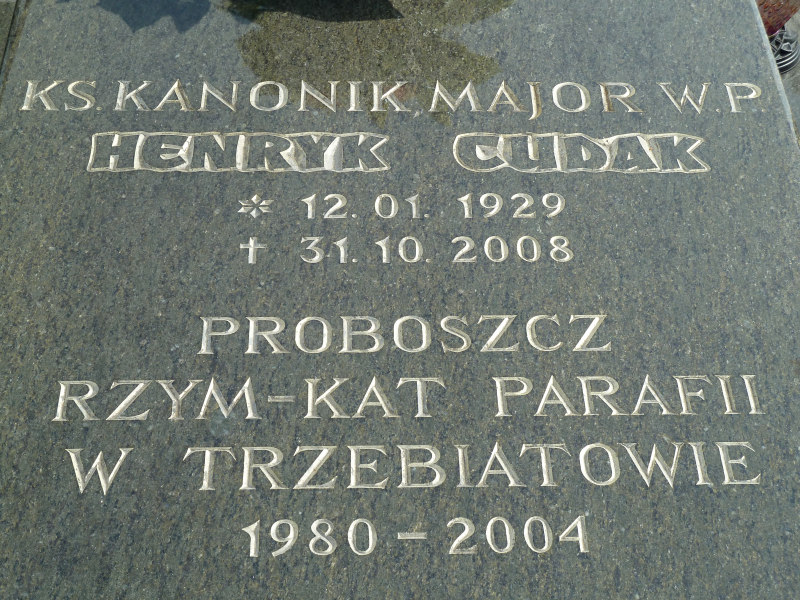 KS. KANONIK MAJOR W.P.
HENRYK CUDAK
* 12.01. 1929
† 31.10.2008
PROBOSZCZ
RZYM-KAT PARAFII
W TRZEBIATOWIE
1980 - 2004